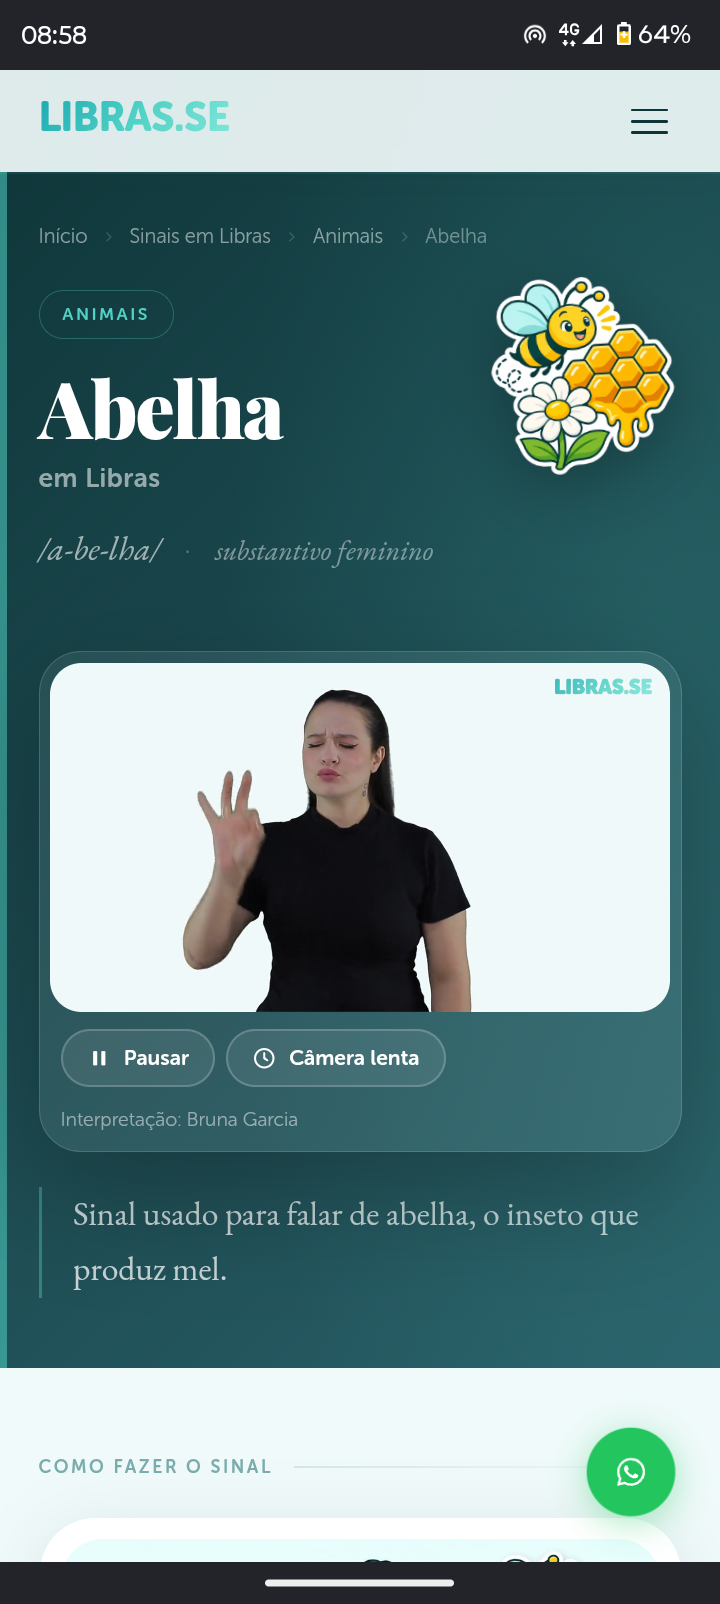 08:58
4G
64%
LIBRAS.SE
Início > Sinais em Libras > Animais > Abelha
ANIMAIS
Abelha
em Libras
/a-be-lha/ · substantivo feminino
LIBRAS.SE
Pausar
Câmera lenta
Interpretação: Bruna Garcia
Sinal usado para falar de abelha, o inseto que
produz mel.
COMO FAZER O SINAL